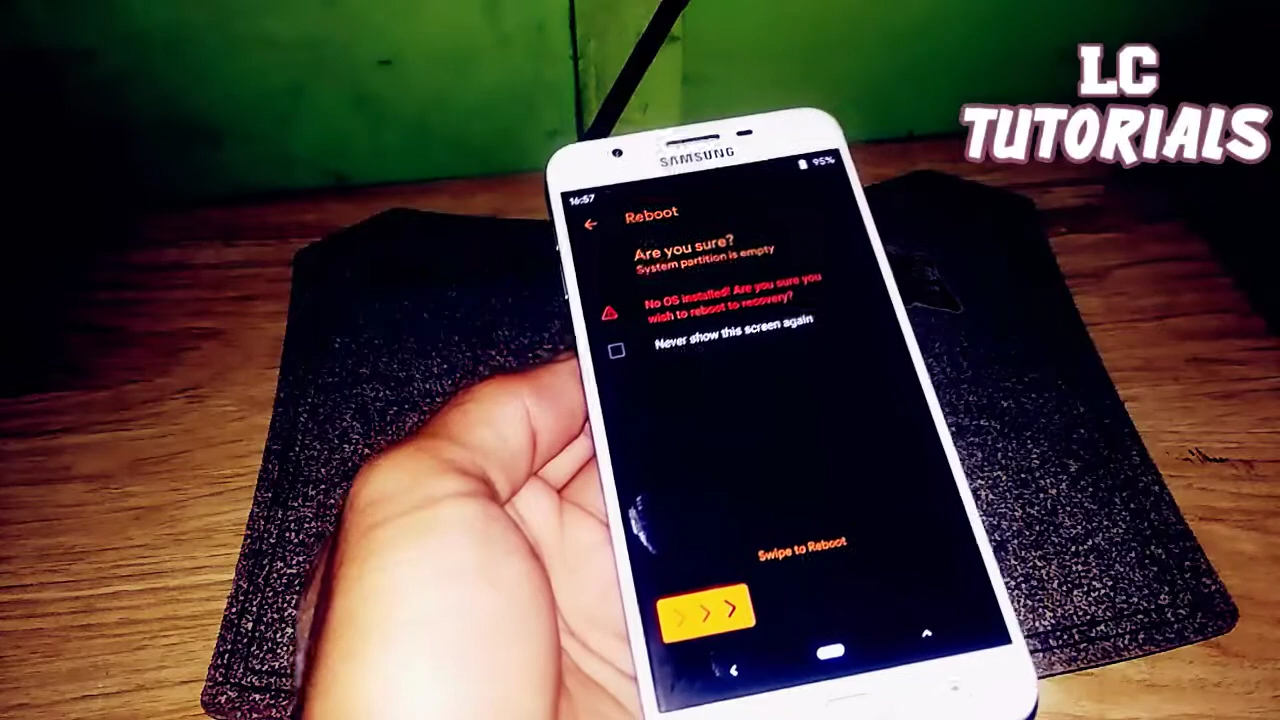 LC
TUTORIALS
SAMSUNG
16:57
95%
Reboot
Are you sure?
System partition is empty
No OS installed! Are you sure you
wish to reboot to recovery?
Never show this screen again
Swipe to Reboot